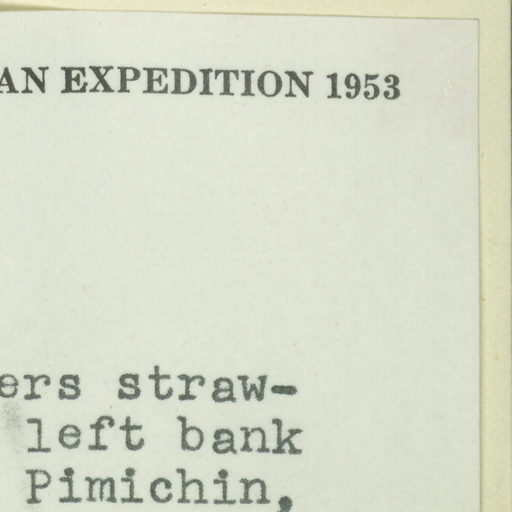 AN EXPEDITION 1953
ers straw-
left bank
Pimichin,